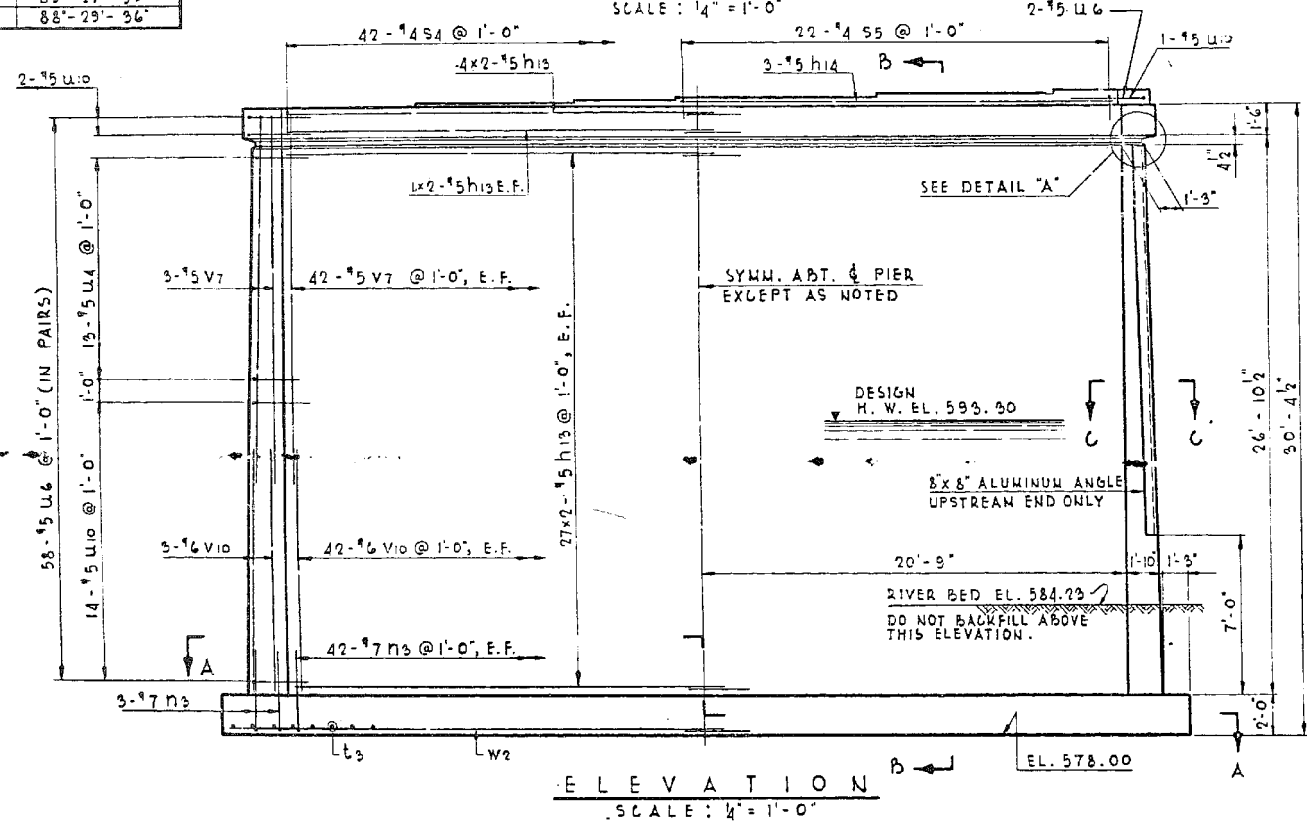 88°-29'-36"
SCALE : 1/4" = 1'-0"
2-#5 u6
42-#4 S4 @ 1'-0"
22-#4 S5 @ 1'-0"
1-#5 u10
B
2-#5 u10
4x2-#5 h13
3-#5 h14
1'-6"
4 1/2"
1x2-#5 h13 E.F.
SEE DETAIL "A"
1'-3"
58-#5 u6 @ 1'-0" (IN PAIRS)
13-#5 u4 @ 1'-0"
1'-0"
14-#5 u10 @ 1'-0"
3-#5 V7
42-#5 V7 @ 1'-0", E.F.
SYMM. ABT. ℄ PIER
EXCEPT AS NOTED
27x2-#5 h13 @ 1'-0", E.F.
DESIGN
H. W. EL. 593.30
C
C
26'-10 1/2"
30'-4 1/2"
8"x 8" ALUMINUM ANGLE
UPSTREAM END ONLY
3-#6 V10
42-#6 V10 @ 1'-0", E.F.
20'-9"
1'-10"
1'-3"
RIVER BED EL. 584.23
DO NOT BACKFILL ABOVE
THIS ELEVATION.
7'-0"
A
42-#7 n3 @ 1'-0", E.F.
3-#7 n3
2'-0"
t3
W2
B
EL. 578.00
A
ELEVATION
SCALE : 1/4" = 1'-0"